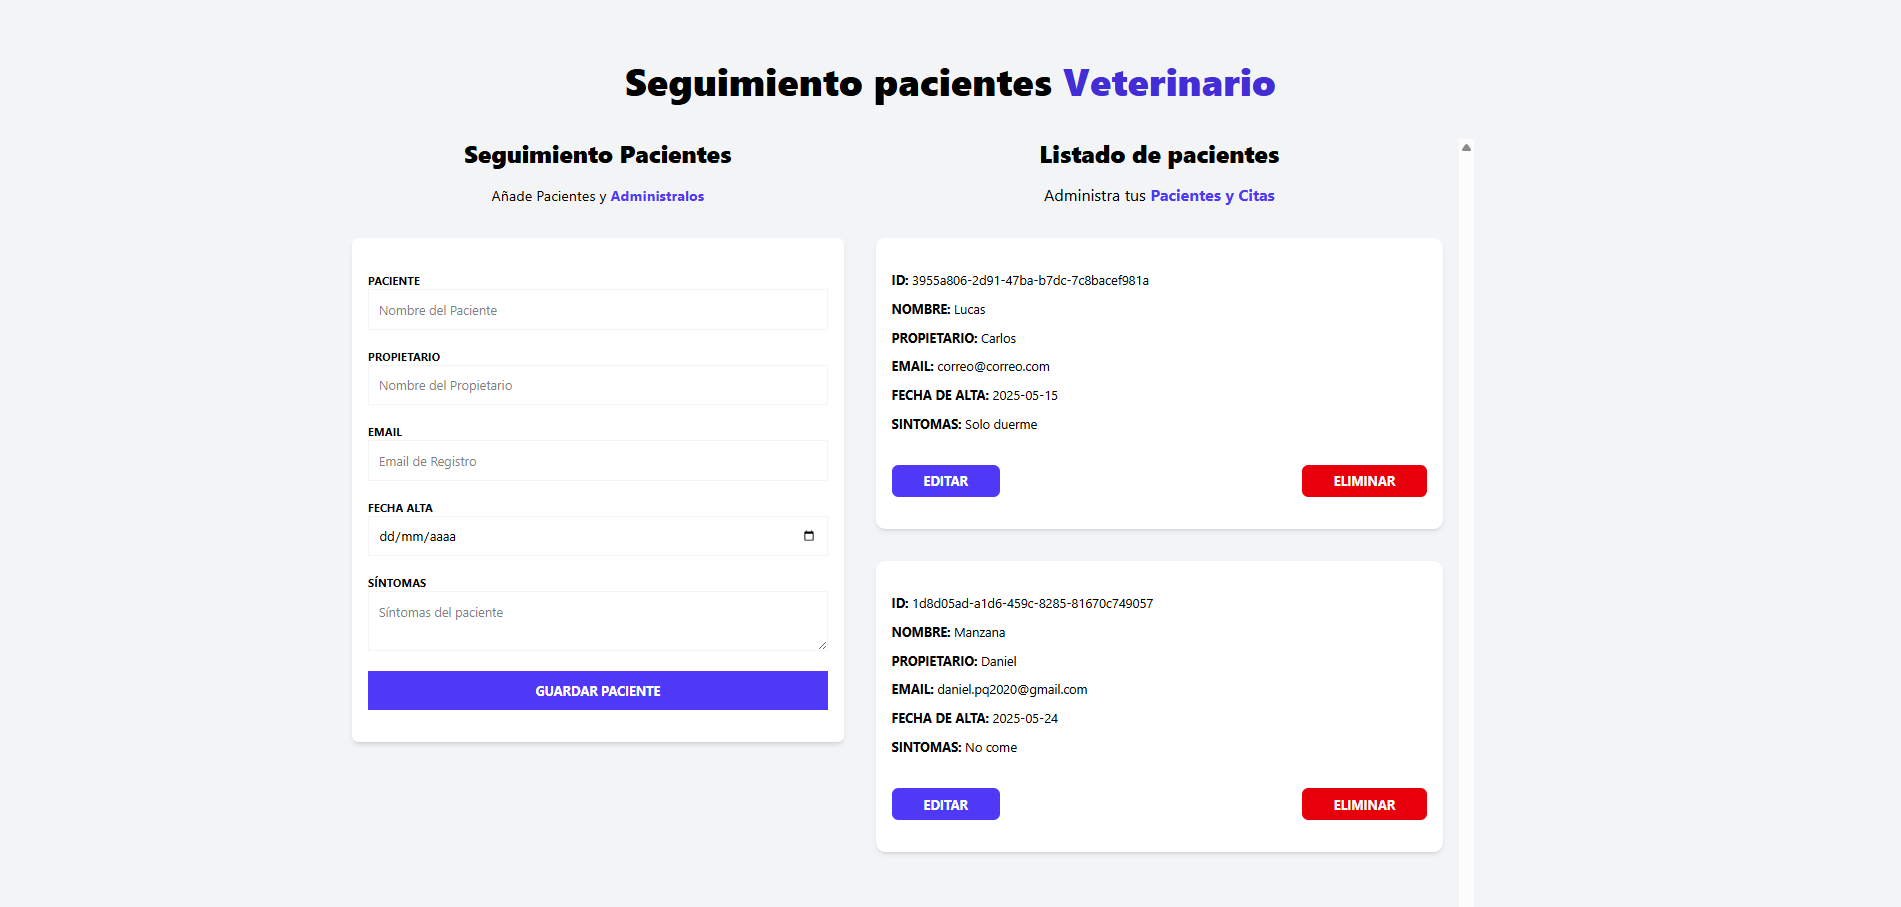 Seguimiento pacientes Veterinario
Seguimiento Pacientes
Añade Pacientes y Administralos
PACIENTE
Nombre del Paciente
PROPIETARIO
Nombre del Propietario
EMAIL
Email de Registro
FECHA ALTA
dd/mm/aaaa
SÍNTOMAS
Síntomas del paciente
GUARDAR PACIENTE
Listado de pacientes
Administra tus Pacientes y Citas
ID: 3955a806-2d91-47ba-b7dc-7c8bacef981a
NOMBRE: Lucas
PROPIETARIO: Carlos
EMAIL: correo@correo.com
FECHA DE ALTA: 2025-05-15
SINTOMAS: Solo duerme
EDITAR
ELIMINAR
ID: 1d8d05ad-a1d6-459c-8285-81670c749057
NOMBRE: Manzana
PROPIETARIO: Daniel
EMAIL: daniel.pq2020@gmail.com
FECHA DE ALTA: 2025-05-24
SINTOMAS: No come
EDITAR
ELIMINAR